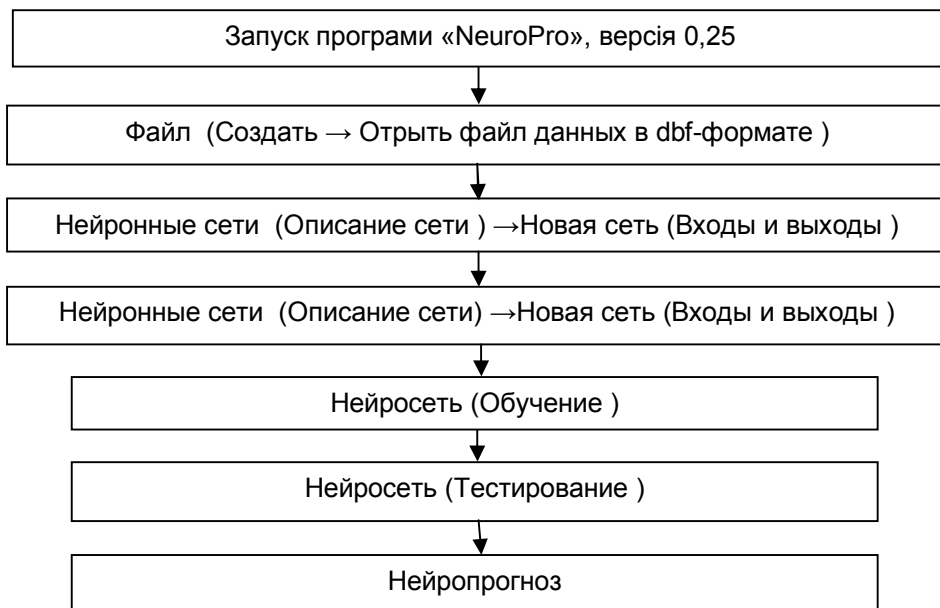 Запуск програми «NeuroPro», версія 0,25
Файл (Создать → Отрыть файл данных в dbf-формате )
Нейронные сети (Описание сети ) →Новая сеть (Входы и выходы )
Нейронные сети (Описание сети) →Новая сеть (Входы и выходы )
Нейросеть (Обучение )
Нейросеть (Тестирование )
Нейропрогноз